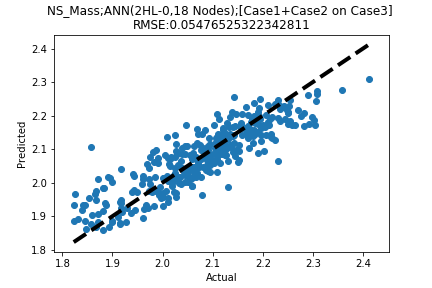 NS_Mass;ANN(2HL-0,18 Nodes);[Case1+Case2 on Case3]
RMSE:0.05476525322342811
2.4
2.3
2.2
2.1
2.0
1.9
1.8
Predicted
1.8 1.9 2.0 2.1 2.2 2.3 2.4
Actual